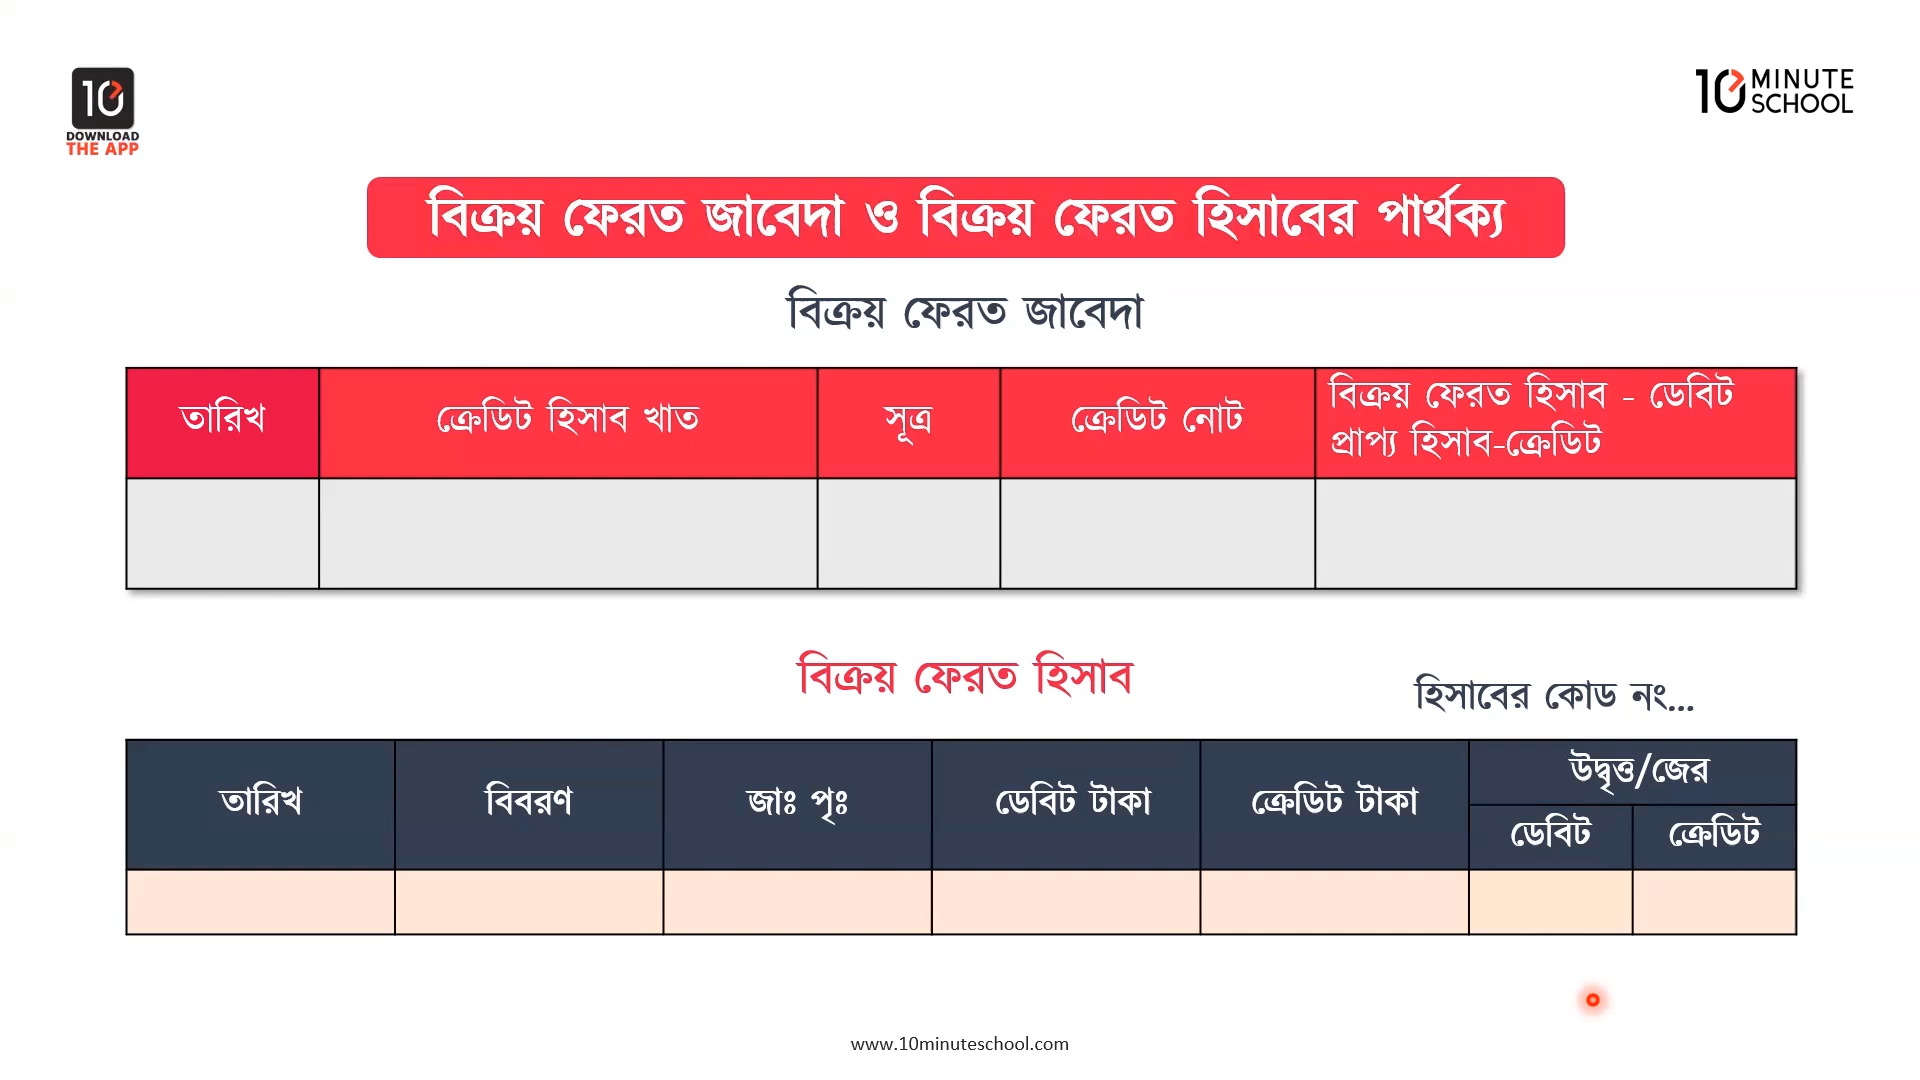 10
DOWNLOAD
THE APP
10 MINUTE
SCHOOL
বিক্রয় ফেরত জাবেদা ও বিক্রয় ফেরত হিসাবের পার্থক্য
বিক্রয় ফেরত জাবেদা
তারিখ
ক্রেডিট হিসাব খাত
সূত্র
ক্রেডিট নোট
বিক্রয় ফেরত হিসাব - ডেবিট
প্রাপ্য হিসাব-ক্রেডিট
বিক্রয় ফেরত হিসাব
হিসাবের কোড নং...
তারিখ
বিবরণ
জাঃ পৃঃ
ডেবিট টাকা
ক্রেডিট টাকা
উদ্বৃত্ত/জের
ডেবিট
ক্রেডিট
www.10minuteschool.com